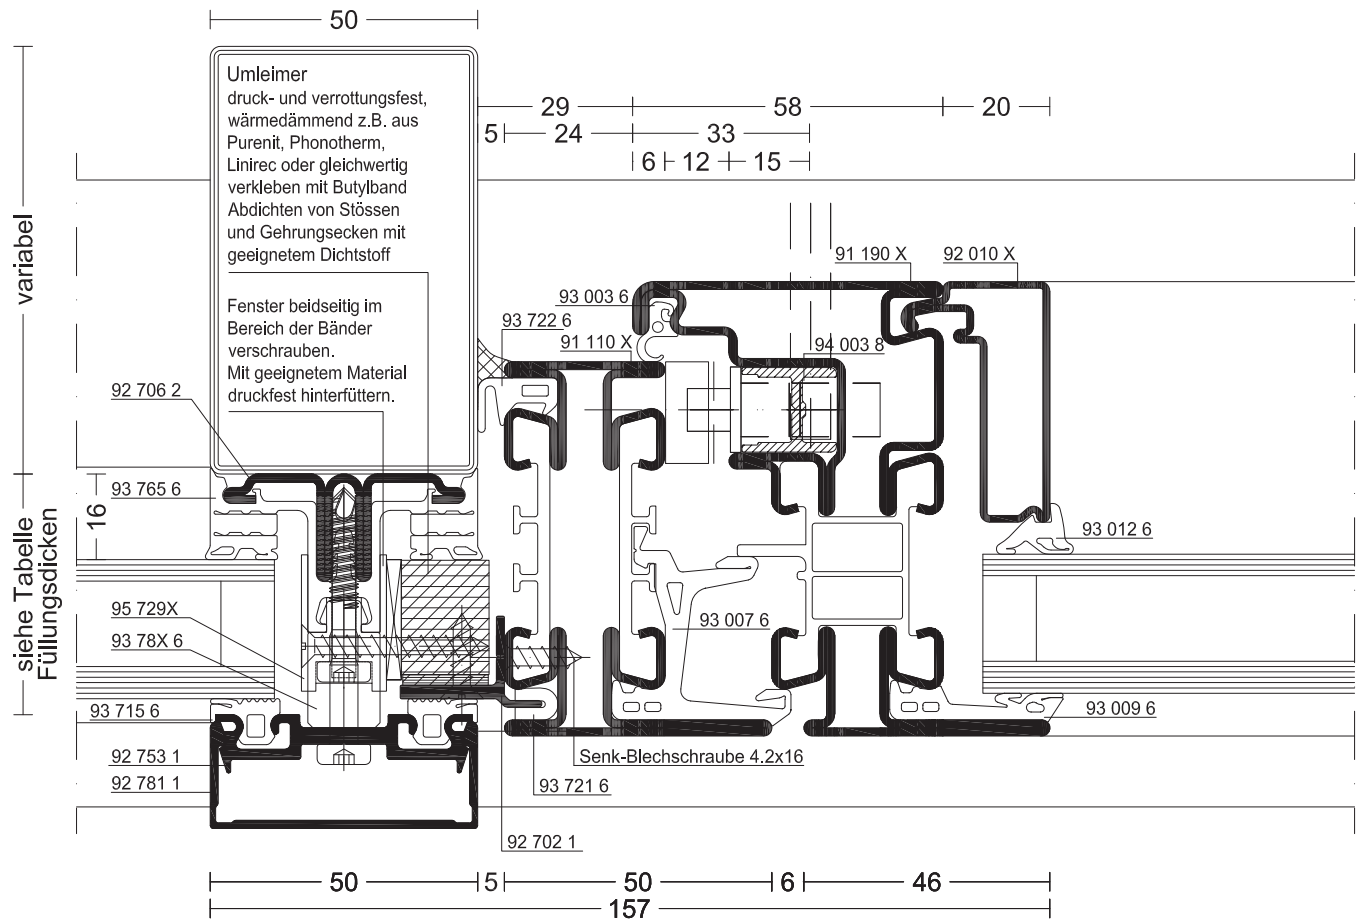 50
Umleimer
druck- und verrottungsfest,
wärmedämmend z.B. aus
Purenit, Phonotherm,
Linirec oder gleichwertig
verkleben mit Butylband
Abdichten von Stössen
und Gehrungsecken mit
geeignetem Dichtstoff
Fenster beidseitig im
Bereich der Bänder
verschrauben.
Mit geeignetem Material
druckfest hinterfüttern.
29 58 20
5 24 33
6 12 15
variabel
siehe Tabelle
Füllungsdicken
16
91 190 X
92 010 X
93 003 6
93 722 6
91 110 X
94 003 8
92 706 2
93 765 6
93 012 6
95 729X
93 78X 6
93 007 6
93 715 6
93 009 6
92 753 1
Senk-Blechschraube 4.2x16
92 781 1
93 721 6
92 702 1
50 5 50 6 46
157